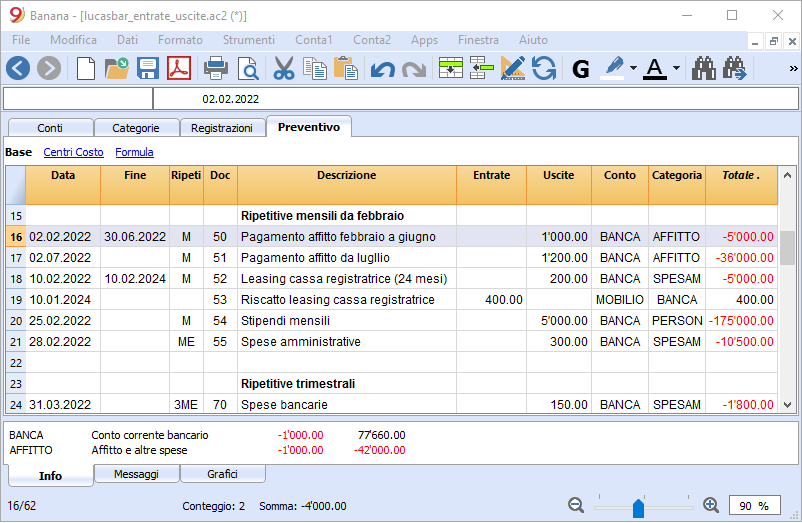 Banana - [lucasbar_entrate_uscite.ac2 (*)]
File Modifica Dati Formato Strumenti Conta1 Conta2 Apps Finestra Aiuto
G A »
02.02.2022
Conti Categorie Registrazioni Preventivo
Base Centri Costo Formula
Data Fine Ripeti Doc Descrizione Entrate Uscite Conto Categoria Totale .
15 Ripetitive mensili da febbraio
16 02.02.2022 30.06.2022 M 50 Pagamento affitto febbraio a giugno 1'000.00 BANCA AFFITTO -5'000.00
17 02.07.2022 M 51 Pagamento affitto da lugllio 1'200.00 BANCA AFFITTO -36'000.00
18 10.02.2022 10.02.2024 M 52 Leasing cassa registratrice (24 mesi) 200.00 BANCA SPESAM -5'000.00
19 10.01.2024 53 Riscatto leasing cassa registratrice 400.00 MOBILIO BANCA 400.00
20 25.02.2022 M 54 Stipendi mensili 5'000.00 BANCA PERSON -175'000.00
21 28.02.2022 ME 55 Spese amministrative 300.00 BANCA SPESAM -10'500.00
22
23 Ripetitive trimestrali
24 31.03.2022 3ME 70 Spese bancarie 150.00 BANCA SPESAM -1'800.00
BANCA Conto corrente bancario -1'000.00 77'660.00
AFFITTO Affitto e altre spese -1'000.00 -42'000.00
Info Messaggi Grafici
16/62 Conteggio: 2 Somma: -4'000.00 90 %